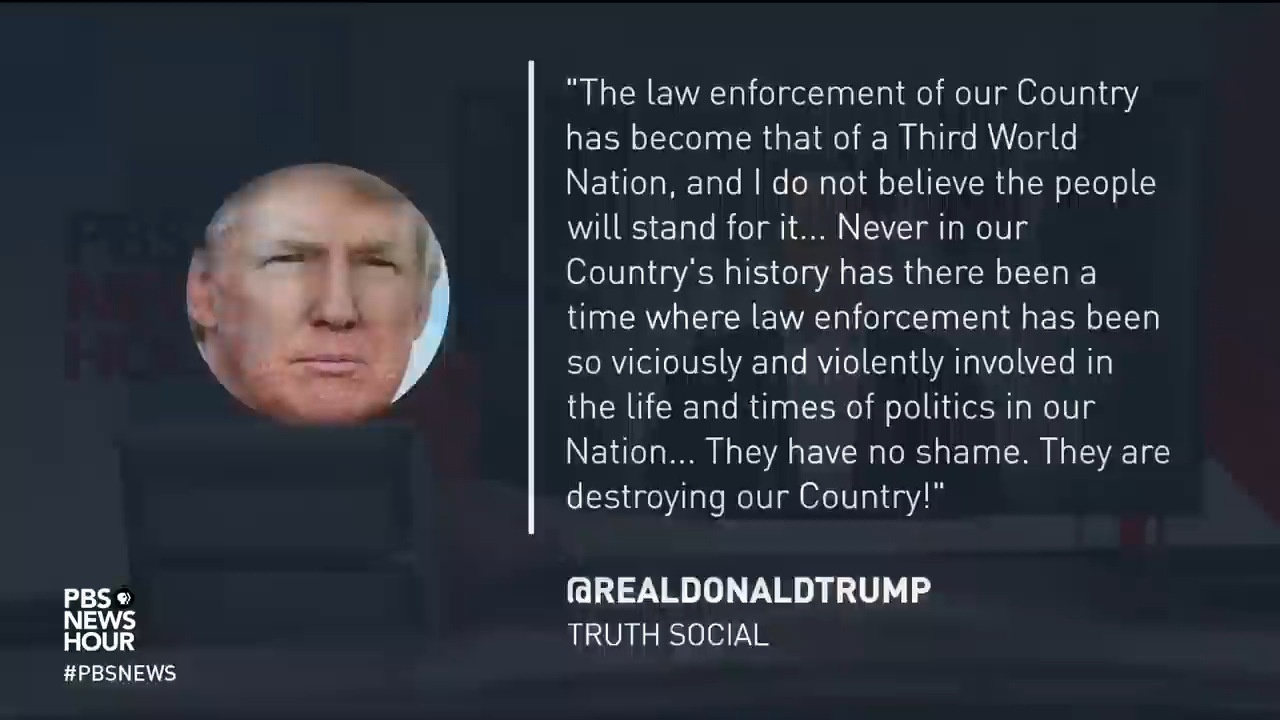 "The law enforcement of our Country
has become that of a Third World
Nation, and I do not believe the people
will stand for it... Never in our
Country's history has there been a
time where law enforcement has been
so viciously and violently involved in
the life and times of politics in our
Nation... They have no shame. They are
destroying our Country!"
@REALDONALDTRUMP
TRUTH SOCIAL
PBS
NEWS
HOUR
#PBSNEWS
PBS
NEWS
HOUR